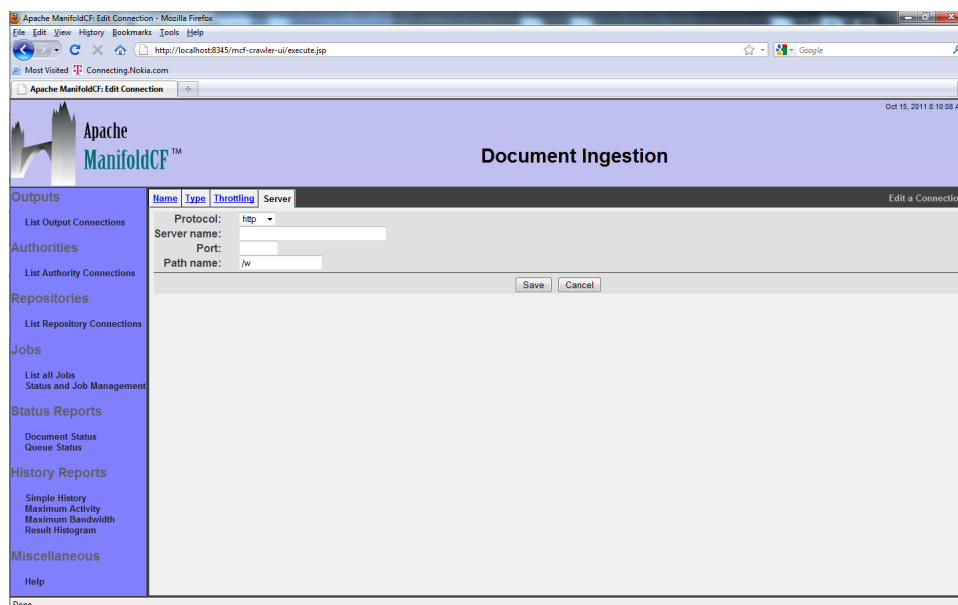 Apache ManifoldCF: Edit Connection - Mozilla Firefox
File Edit View History Bookmarks Tools Help
http://localhost:8345/mcf-crawler-ui/execute.jsp
Google
Most Visited Connecting.Nokia.com
Apache ManifoldCF: Edit Connection
Oct 15, 2011 8:10:08 A
Apache
ManifoldCF™
Document Ingestion
Outputs
Name Type Throttling Server
Edit a Connectio
List Output Connections
Authorities
List Authority Connections
Repositories
List Repository Connections
Jobs
List all Jobs
Status and Job Management
Status Reports
Document Status
Queue Status
History Reports
Simple History
Maximum Activity
Maximum Bandwidth
Result Histogram
Miscellaneous
Help
Protocol: http
Server name:
Port:
Path name: /w
Save Cancel
Done